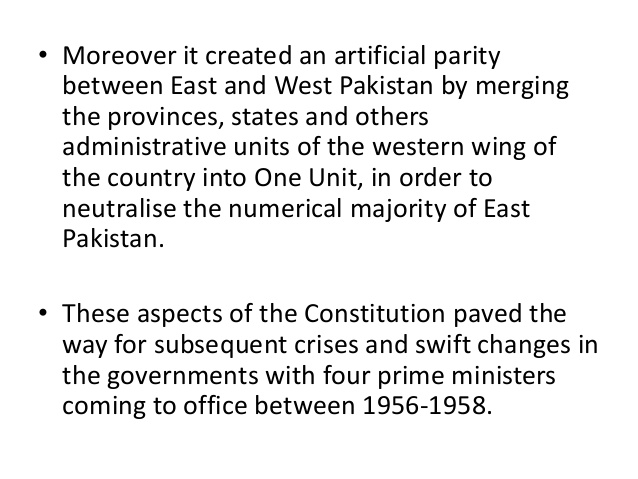 • Moreover it created an artificial parity
between East and West Pakistan by merging
the provinces, states and others
administrative units of the western wing of
the country into One Unit, in order to
neutralise the numerical majority of East
Pakistan.
• These aspects of the Constitution paved the
way for subsequent crises and swift changes in
the governments with four prime ministers
coming to office between 1956-1958.